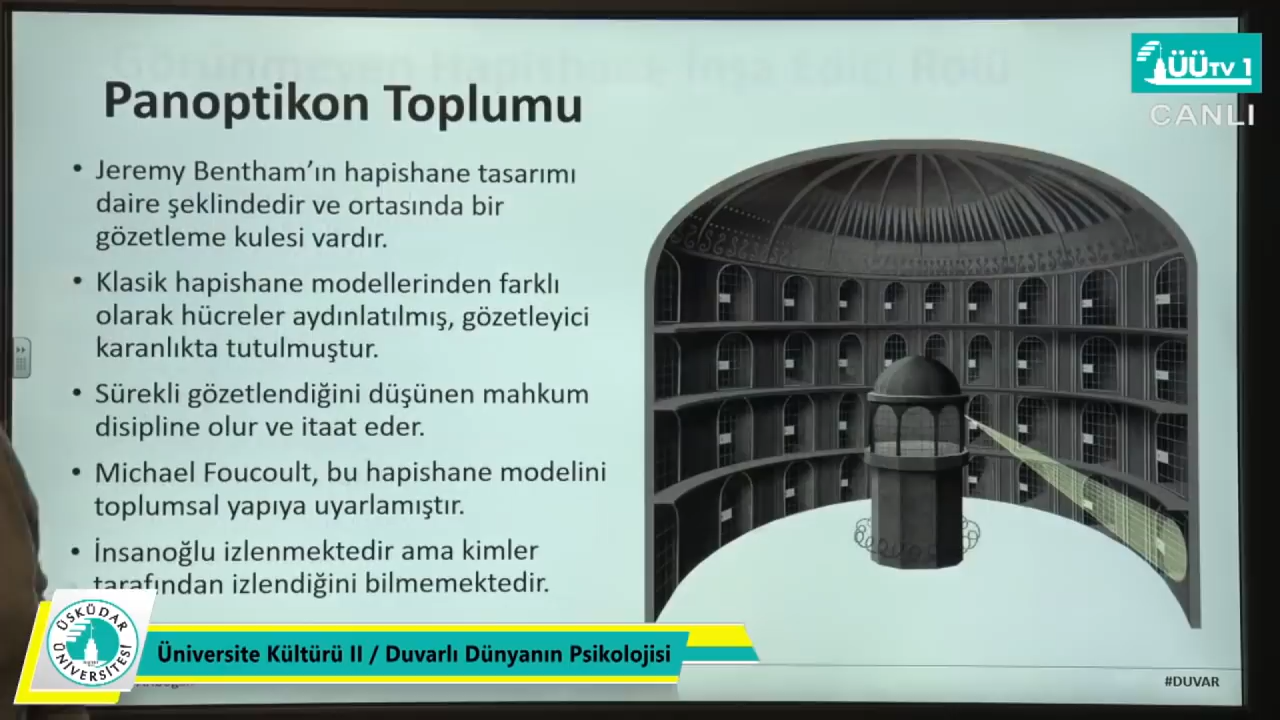 ÜÜTV 1
CANLI
Panoptikon Toplumu
• Jeremy Bentham’ın hapishane tasarımı
daire şeklindedir ve ortasında bir
gözetleme kulesi vardır.
• Klasik hapishane modellerinden farklı
olarak hücreler aydınlatılmış, gözetleyici
karanlıkta tutulmuştur.
• Sürekli gözetlendiğini düşünen mahkum
disipline olur ve itaat eder.
• Michael Foucoult, bu hapishane modelini
toplumsal yapıya uyarlamıştır.
• İnsanoğlu izlenmektedir ama kimler
tarafından izlendiğini bilmemektedir.
ÜSKÜDAR
ÜNİVERSİTESİ
Üniversite Kültürü II / Duvarlı Dünyanın Psikolojisi
#DUVAR